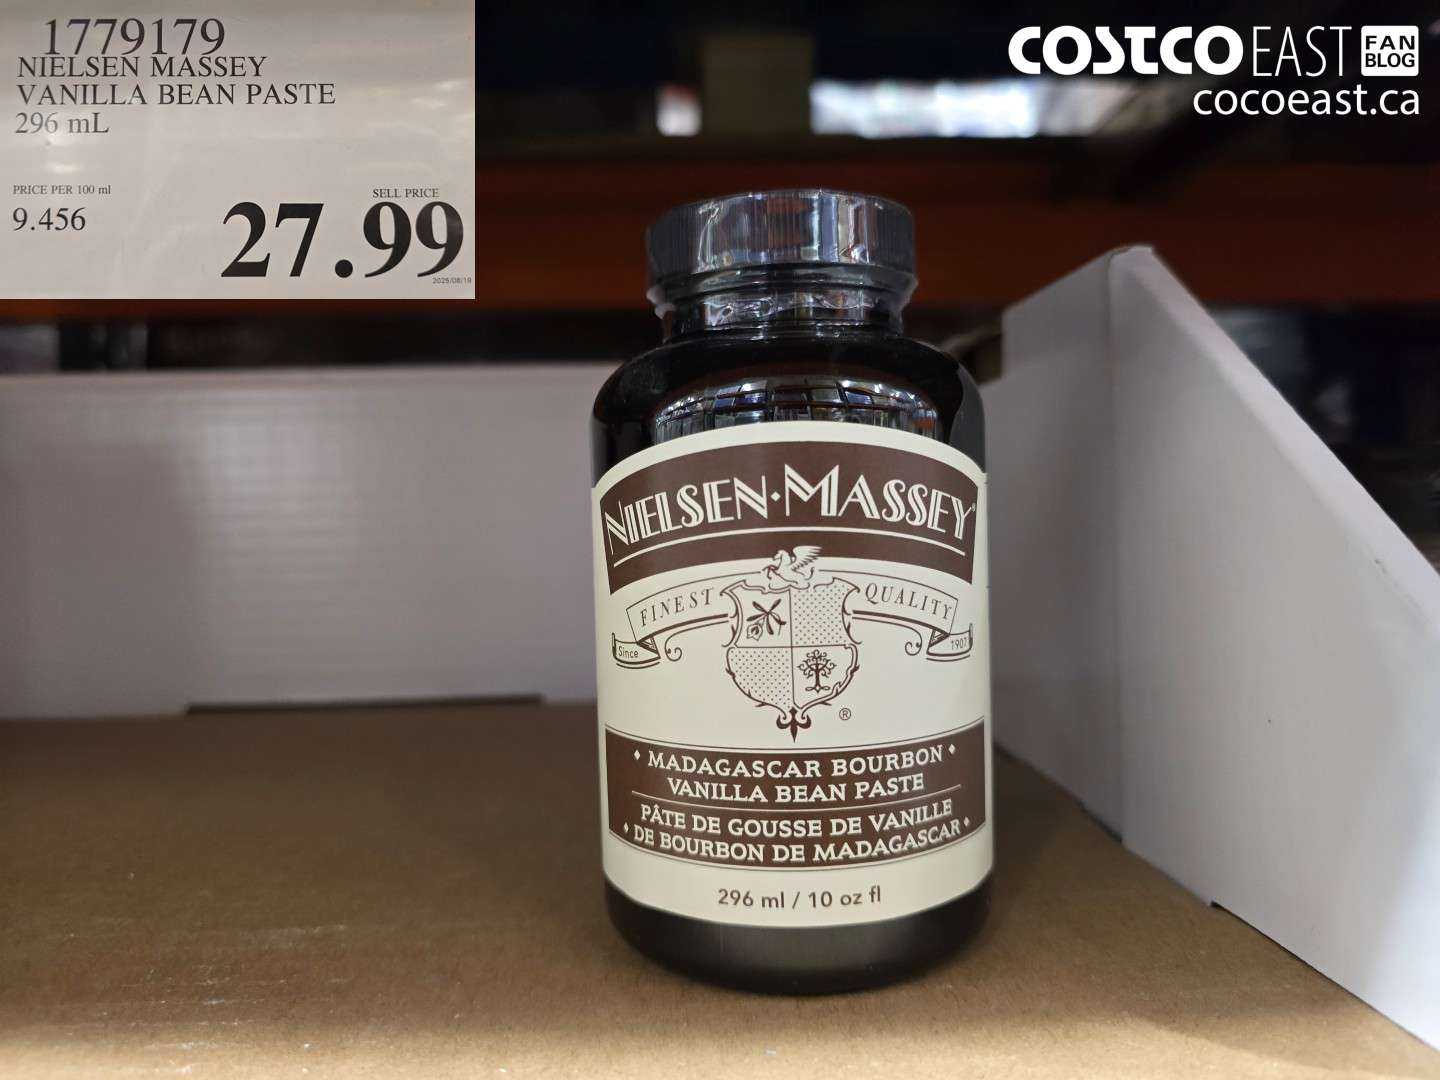 1779179
NIELSEN MASSEY
VANILLA BEAN PASTE
296 mL
PRICE PER 100 ml
9.456
SELL PRICE
27.99
2025/08/19
COSTCO EAST FAN BLOG
cocoeast.ca
NIELSEN·MASSEY®
FINEST QUALITY
Since 1907
®
MADAGASCAR BOURBON
VANILLA BEAN PASTE
PÂTE DE GOUSSE DE VANILLE
DE BOURBON DE MADAGASCAR
296 ml / 10 oz fl